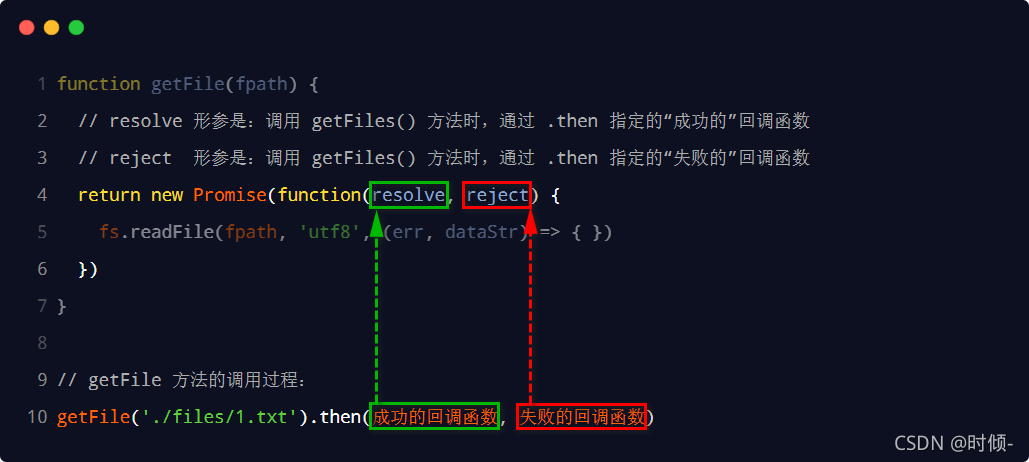 1 function getFile(fpath) {
2 // resolve 形参是：调用 getFiles() 方法时，通过 .then 指定的“成功的”回调函数
3 // reject 形参是：调用 getFiles() 方法时，通过 .then 指定的“失败的”回调函数
4 return new Promise(function(resolve, reject) {
5 fs.readFile(fpath, 'utf8', (err, dataStr) => { })
6 })
7 }
8
9 // getFile 方法的调用过程：
10 getFile('./files/1.txt').then(成功的回调函数, 失败的回调函数)
CSDN @时倾-